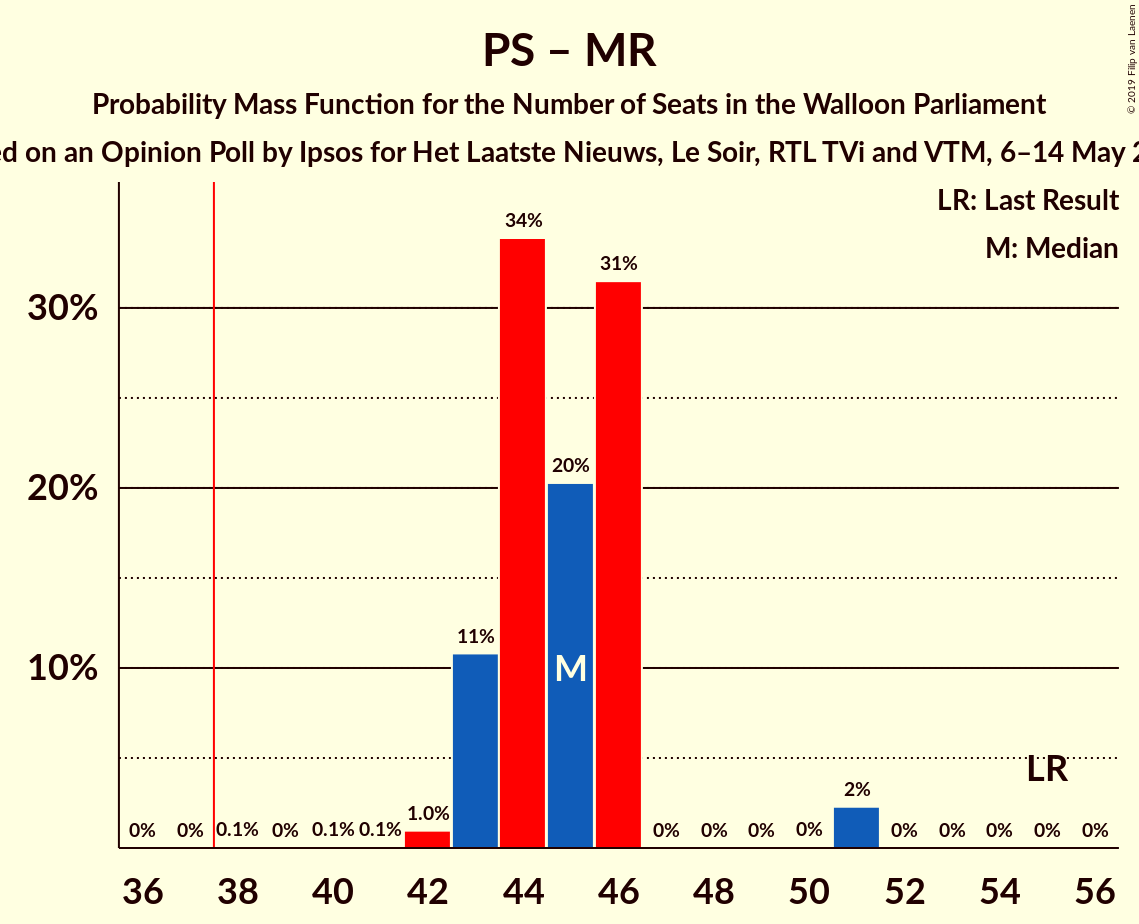 PS – MR
Probability Mass Function for the Number of Seats in the Walloon Parliament
on an Opinion Poll by Ipsos for Het Laatste Nieuws, Le Soir, RTL TVi and VTM, 6–14 May
© 2019 Filip van Laenen
LR: Last Result
M: Median
30%
20%
10%
0% 0% 0.1% 0% 0.1% 0.1% 1.0% 11% 34% 20% 31% 0% 0% 0% 0% 2% 0% 0% 0% 0% 0%
M
LR
36 38 40 42 44 46 48 50 52 54 56